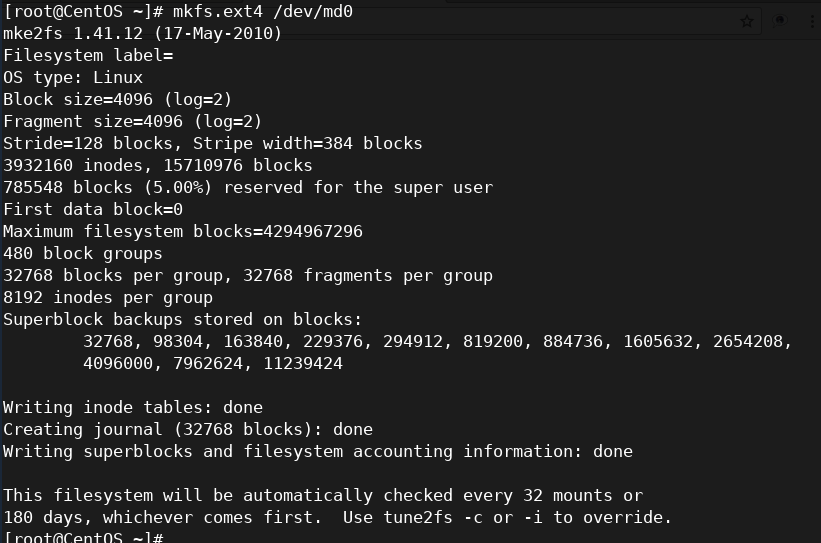 [root@CentOS ~]# mkfs.ext4 /dev/md0
mke2fs 1.41.12 (17-May-2010)
Filesystem label=
OS type: Linux
Block size=4096 (log=2)
Fragment size=4096 (log=2)
Stride=128 blocks, Stripe width=384 blocks
3932160 inodes, 15710976 blocks
785548 blocks (5.00%) reserved for the super user
First data block=0
Maximum filesystem blocks=4294967296
480 block groups
32768 blocks per group, 32768 fragments per group
8192 inodes per group
Superblock backups stored on blocks:
        32768, 98304, 163840, 229376, 294912, 819200, 884736, 1605632, 2654208,
        4096000, 7962624, 11239424

Writing inode tables: done
Creating journal (32768 blocks): done
Writing superblocks and filesystem accounting information: done

This filesystem will be automatically checked every 32 mounts or
180 days, whichever comes first.  Use tune2fs -c or -i to override.
[root@CentOS ~]#